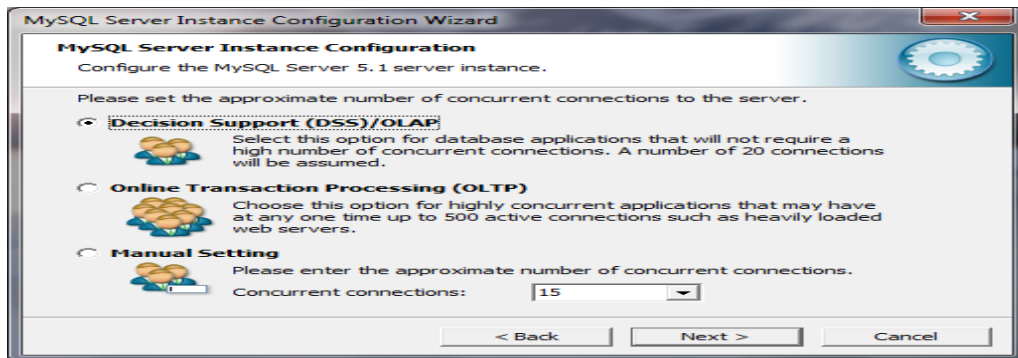 MySQL Server Instance Configuration Wizard
MySQL Server Instance Configuration
Configure the MySQL Server 5.1 server instance.
Please set the approximate number of concurrent connections to the server.
Decision Support (DSS)/OLAP
Select this option for database applications that will not require a
high number of concurrent connections. A number of 20 connections
will be assumed.
Online Transaction Processing (OLTP)
Choose this option for highly concurrent applications that may have
at any one time up to 500 active connections such as heavily loaded
web servers.
Manual Setting
Please enter the approximate number of concurrent connections.
Concurrent connections: 15
< Back Next > Cancel